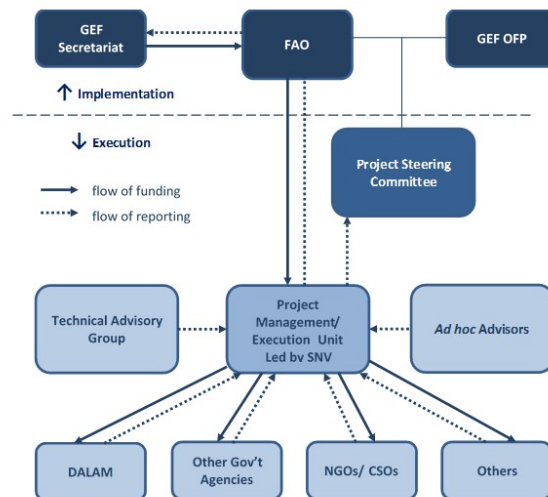 GEF
Secretariat
FAO
GEF OFP
↑ Implementation
↓ Execution
Project Steering
Committee
flow of funding
flow of reporting
Technical Advisory
Group
Project
Management/
Execution Unit
Led by SNV
Ad hoc Advisors
DALAM
Other Gov't
Agencies
NGOs/ CSOs
Others